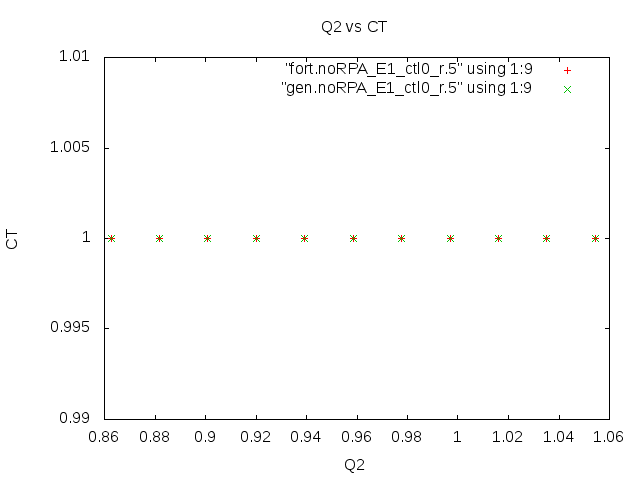 Q2 vs CT
"fort.noRPA_E1_ctl0_r.5" using 1:9
"gen.noRPA_E1_ctl0_r.5" using 1:9
1.01
1.005
1
0.995
0.99
CT
0.86 0.88 0.9 0.92 0.94 0.96 0.98 1 1.02 1.04 1.06
Q2